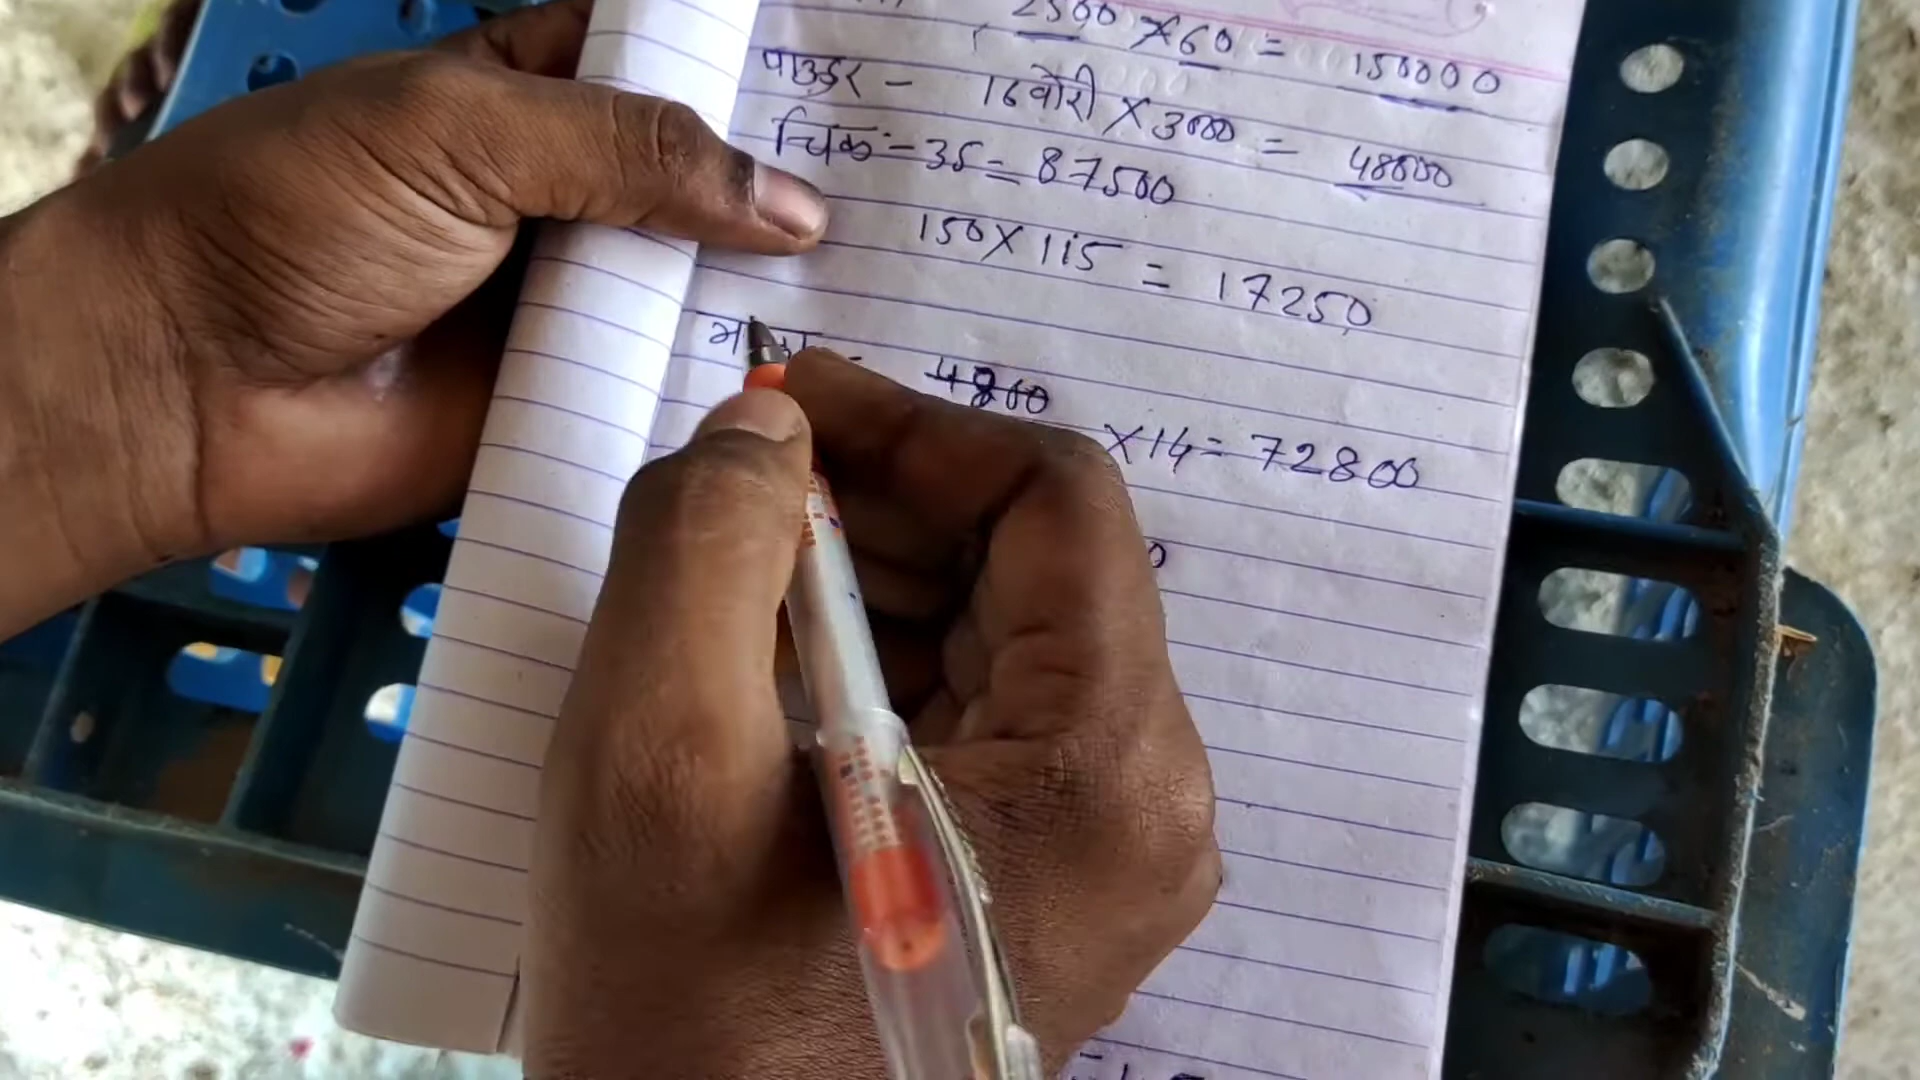 2500 × 60 = 150000
पाउडर - 16 बोरी × 3000 = 48000
चिक - 35 = 87500
150 × 115 = 17250
4800
× 14 = 72800